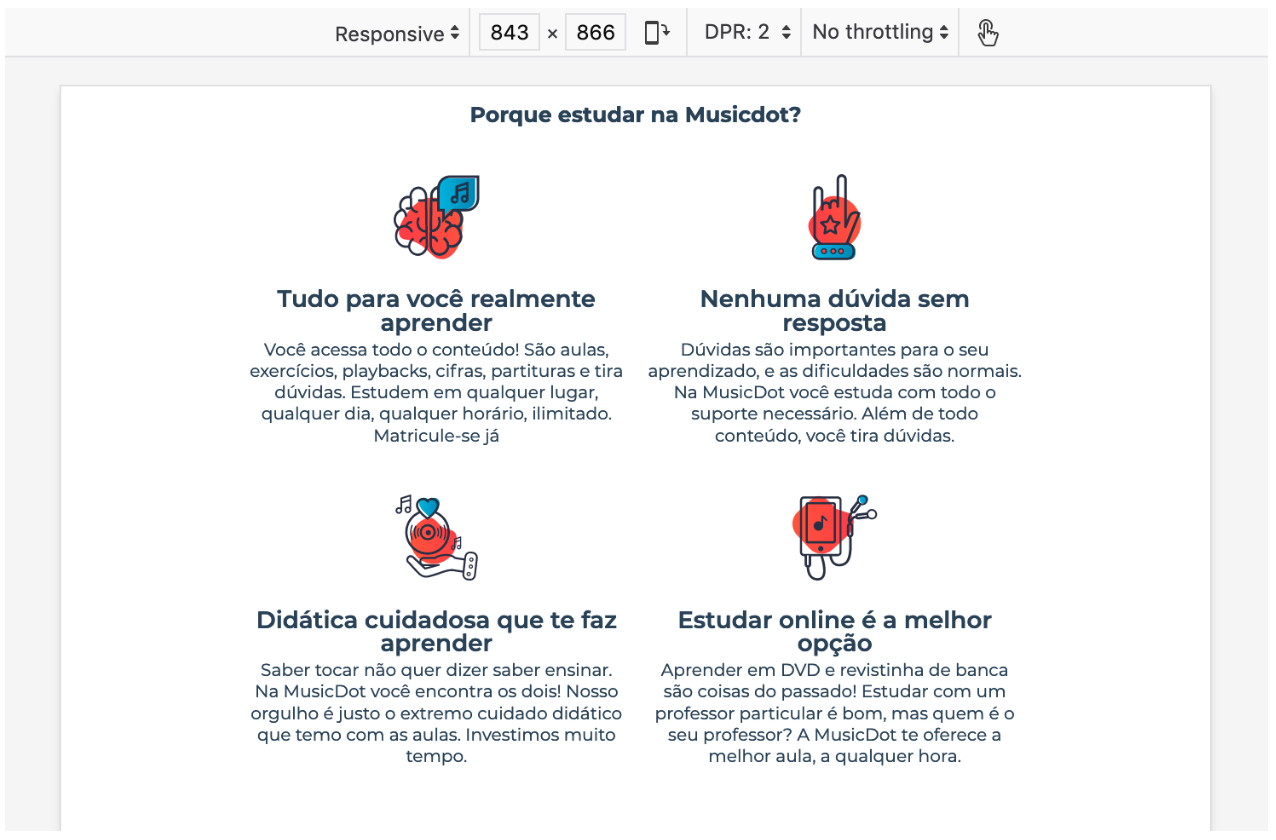 Responsive 843 × 866 DPR: 2 No throttling
Porque estudar na Musicdot?
Tudo para você realmente
aprender
Você acessa todo o conteúdo! São aulas,
exercícios, playbacks, cifras, partituras e tira
dúvidas. Estudem em qualquer lugar,
qualquer dia, qualquer horário, ilimitado.
Matricule-se já
Nenhuma dúvida sem
resposta
Dúvidas são importantes para o seu
aprendizado, e as dificuldades são normais.
Na MusicDot você estuda com todo o
suporte necessário. Além de todo
conteúdo, você tira dúvidas.
Didática cuidadosa que te faz
aprender
Saber tocar não quer dizer saber ensinar.
Na MusicDot você encontra os dois! Nosso
orgulho é justo o extremo cuidado didático
que temo com as aulas. Investimos muito
tempo.
Estudar online é a melhor
opção
Aprender em DVD e revistinha de banca
são coisas do passado! Estudar com um
professor particular é bom, mas quem é o
seu professor? A MusicDot te oferece a
melhor aula, a qualquer hora.